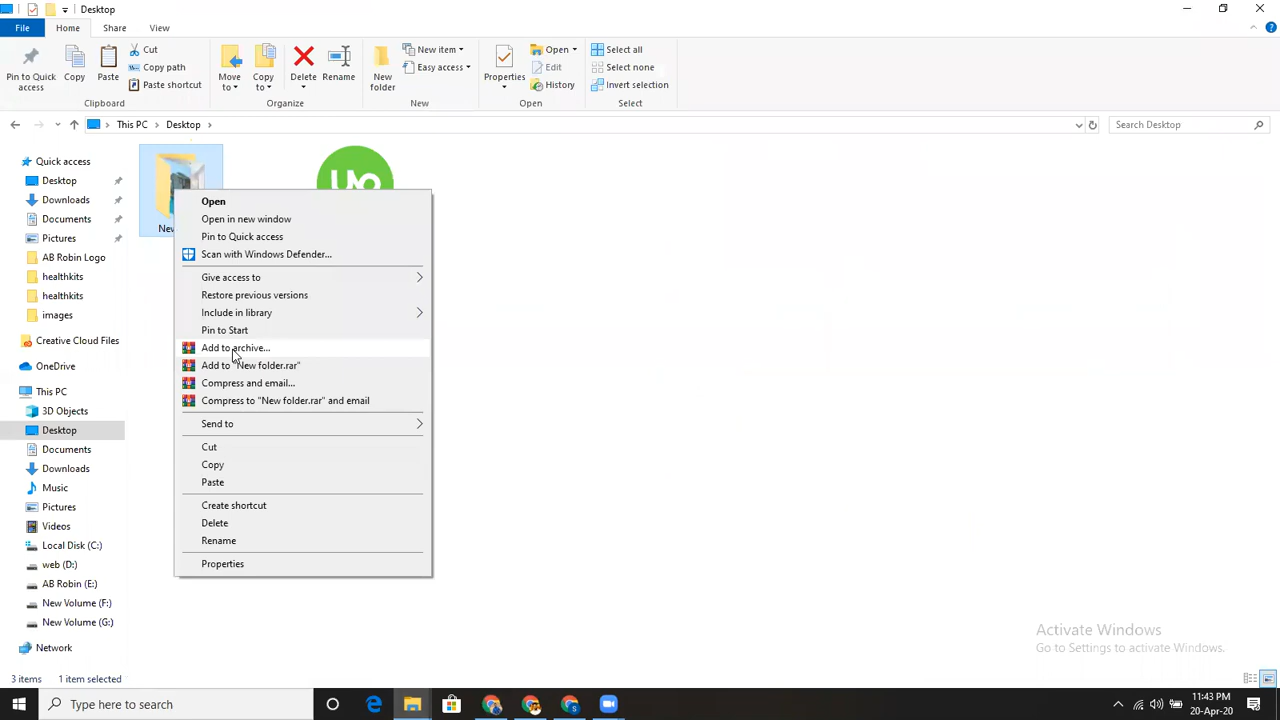 Desktop
File Home Share View
Pin to Quick access
Copy
Paste
Cut
Copy path
Paste shortcut
Clipboard
Move to
Copy to
Delete
Rename
Organize
New folder
New item
Easy access
New
Properties
Open
Edit
History
Open
Select all
Select none
Invert selection
Select
This PC Desktop
Search Desktop
Quick access
Desktop
Downloads
Documents
Pictures
AB Robin Logo
healthkits
healthkits
images
Creative Cloud Files
OneDrive
This PC
3D Objects
Desktop
Documents
Downloads
Music
Pictures
Videos
Local Disk (C:)
web (D:)
AB Robin (E:)
New Volume (F:)
New Volume (G:)
Network
New
up
Open
Open in new window
Pin to Quick access
Scan with Windows Defender...
Give access to
Restore previous versions
Include in library
Pin to Start
Add to archive...
Add to "New folder.rar"
Compress and email...
Compress to "New folder.rar" and email
Send to
Cut
Copy
Paste
Create shortcut
Delete
Rename
Properties
Activate Windows
Go to Settings to activate Windows.
3 items 1 item selected
Type here to search
11:43 PM
20-Apr-20